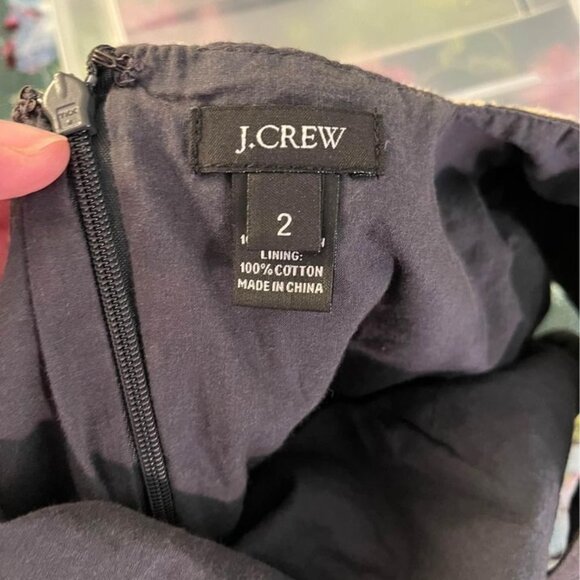 J.CREW
2
LINING:
100% COTTON
MADE IN CHINA